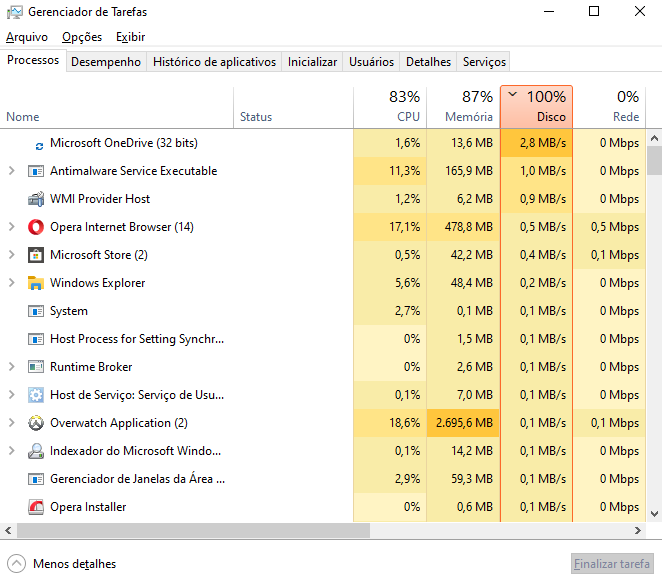 Gerenciador de Tarefas
Arquivo Opções Exibir
Processos Desempenho Histórico de aplicativos Inicializar Usuários Detalhes Serviços
83% 87% 100% 0%
Nome Status CPU Memória Disco Rede
Microsoft OneDrive (32 bits) 1,6% 13,6 MB 2,8 MB/s 0 Mbps
Antimalware Service Executable 11,3% 165,9 MB 1,0 MB/s 0 Mbps
WMI Provider Host 1,2% 6,2 MB 0,9 MB/s 0 Mbps
Opera Internet Browser (14) 17,1% 478,8 MB 0,5 MB/s 0,5 Mbps
Microsoft Store (2) 0,5% 42,2 MB 0,4 MB/s 0,1 Mbps
Windows Explorer 5,6% 48,4 MB 0,2 MB/s 0 Mbps
System 2,7% 0,1 MB 0,1 MB/s 0 Mbps
Host Process for Setting Synchr... 0% 1,5 MB 0,1 MB/s 0 Mbps
Runtime Broker 0% 2,6 MB 0,1 MB/s 0 Mbps
Host de Serviço: Serviço de Usu... 0,1% 7,0 MB 0,1 MB/s 0 Mbps
Overwatch Application (2) 18,6% 2.695,6 MB 0,1 MB/s 0,1 Mbps
Indexador do Microsoft Windo... 0,1% 14,2 MB 0,1 MB/s 0 Mbps
Gerenciador de Janelas da Área ... 2,9% 59,3 MB 0,1 MB/s 0 Mbps
Opera Installer 0% 0,6 MB 0,1 MB/s 0 Mbps
Menos detalhes Finalizar tarefa